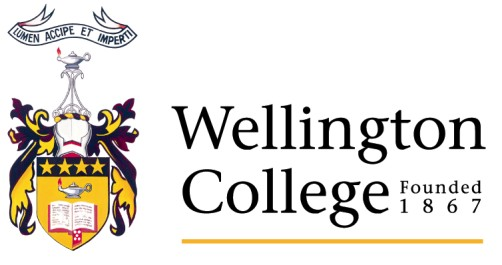 LUMEN ACCIPE ET IMPERTI
Wellington
College
Founded
1867